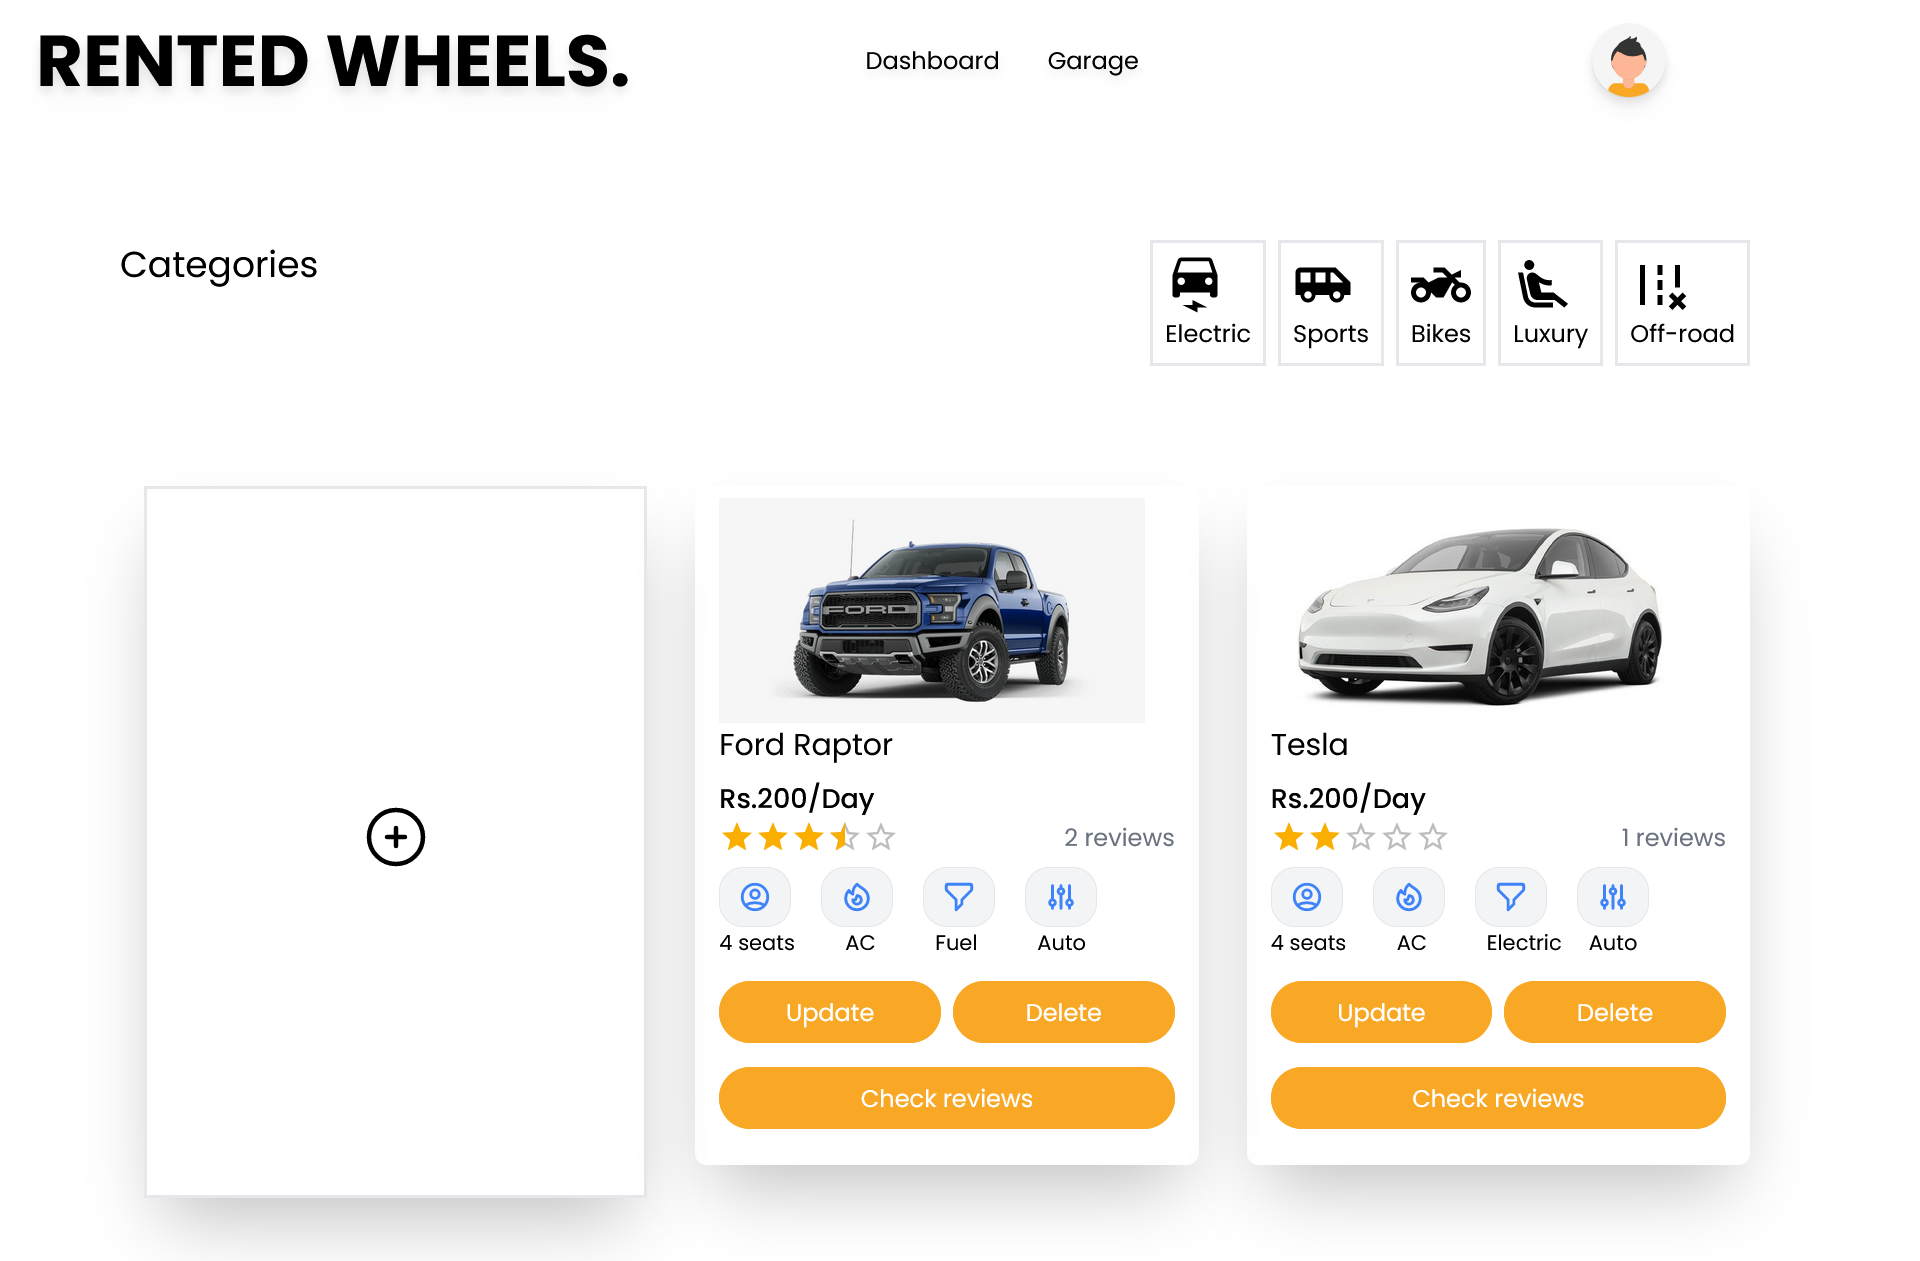 RENTED WHEELS.
Dashboard Garage
Categories
Electric Sports Bikes Luxury Off-road
FORD
Ford Raptor
Rs.200/Day
2 reviews
4 seats AC Fuel Auto
Update Delete
Check reviews
Tesla
Rs.200/Day
1 reviews
4 seats AC Electric Auto
Update Delete
Check reviews